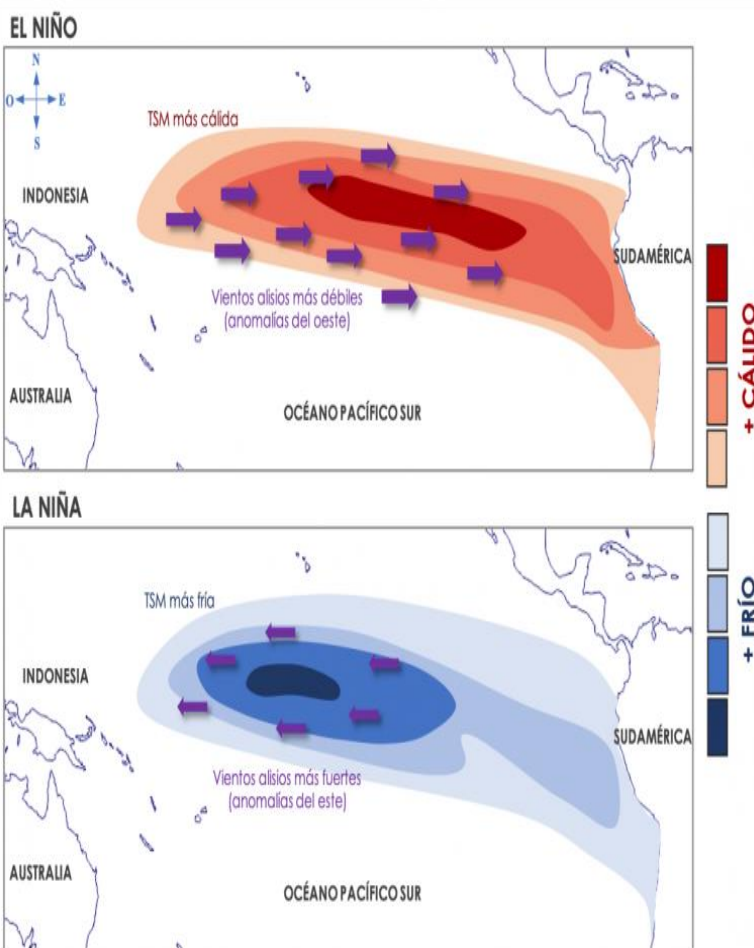 EL NIÑO
N
O
E
S
TSM más cálida
INDONESIA
SUDAMÉRICA
Vientos alisios más débiles
(anomalías del oeste)
AUSTRALIA
OCÉANO PACÍFICO SUR
+ CÁLIDO
LA NIÑA
TSM más fría
INDONESIA
SUDAMÉRICA
Vientos alisios más fuertes
(anomalías del este)
AUSTRALIA
OCÉANO PACÍFICO SUR
+ FRÍO